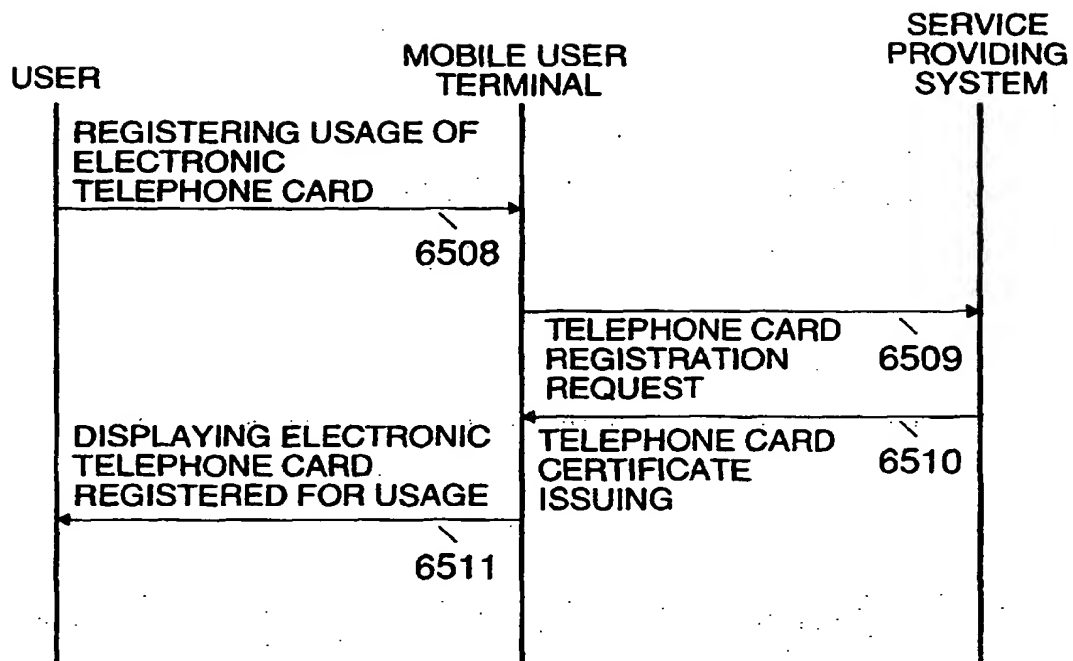 USER
MOBILE USER
TERMINAL
SERVICE
PROVIDING
SYSTEM
REGISTERING USAGE OF
ELECTRONIC
TELEPHONE CARD
6508
TELEPHONE CARD
REGISTRATION
REQUEST
6509
DISPLAYING ELECTRONIC
TELEPHONE CARD
REGISTERED FOR USAGE
TELEPHONE CARD
CERTIFICATE
ISSUING
6510
6511